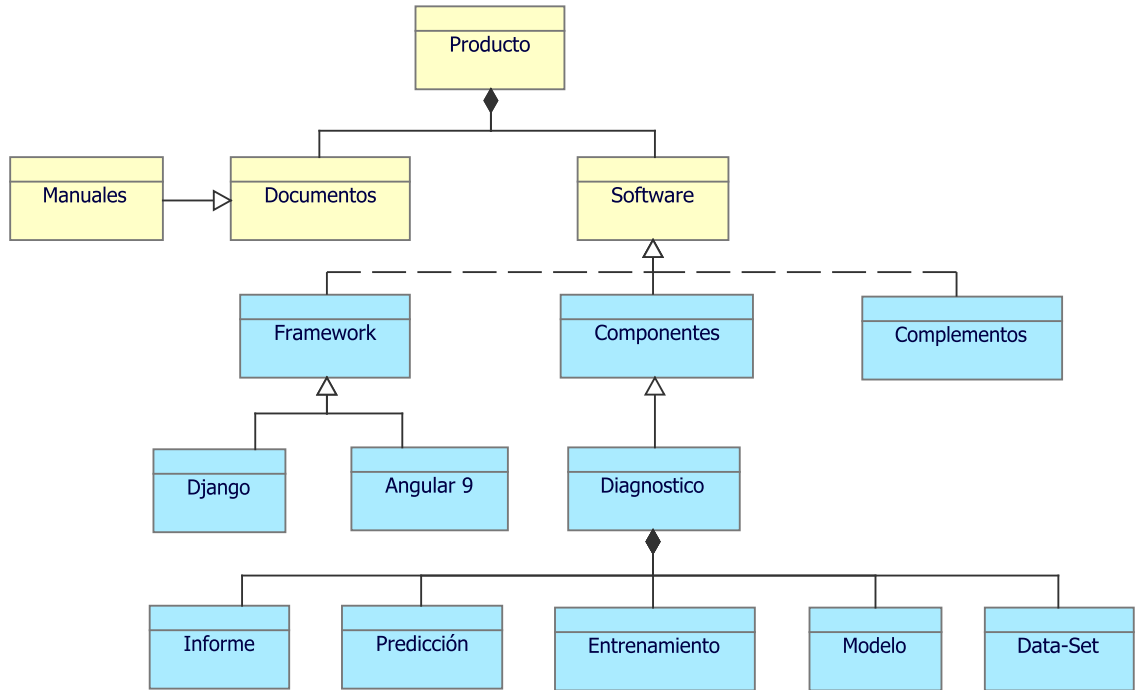 Producto
Manuales
Documentos
Software
Framework
Componentes
Complementos
Django
Angular 9
Diagnostico
Informe
Predicción
Entrenamiento
Modelo
Data-Set